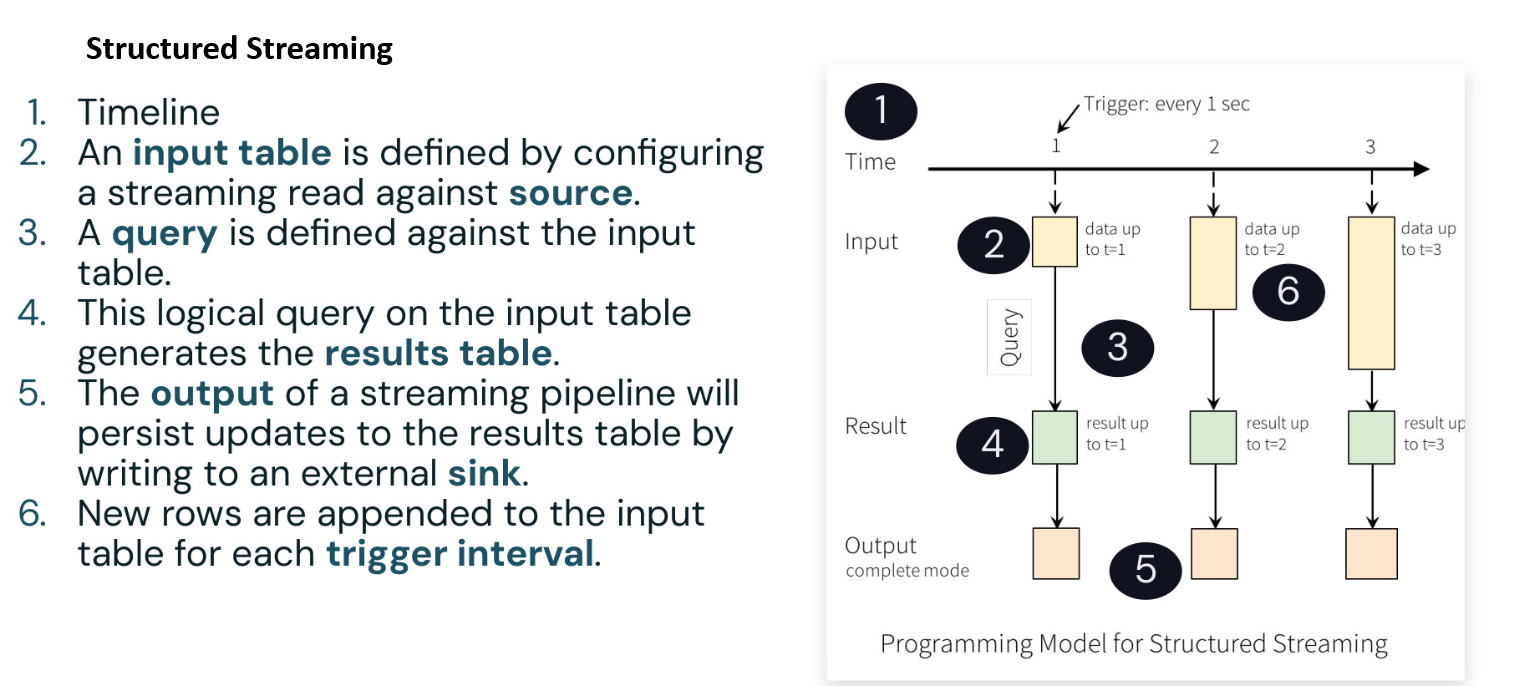 Structured Streaming
1. Timeline
2. An input table is defined by configuring
a streaming read against source.
3. A query is defined against the input
table.
4. This logical query on the input table
generates the results table.
5. The output of a streaming pipeline will
persist updates to the results table by
writing to an external sink.
6. New rows are appended to the input
table for each trigger interval.
1
Trigger: every 1 sec
Time
1 2 3
Input
2
data up
to t=1
data up
to t=2
data up
to t=3
6
Query
3
Result
4
result up
to t=1
result up
to t=2
result up
to t=3
Output
complete mode
5
Programming Model for Structured Streaming